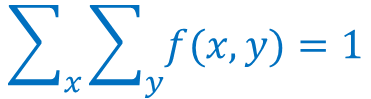 ∑ₓ ∑ᵧ f(x, y) = 1